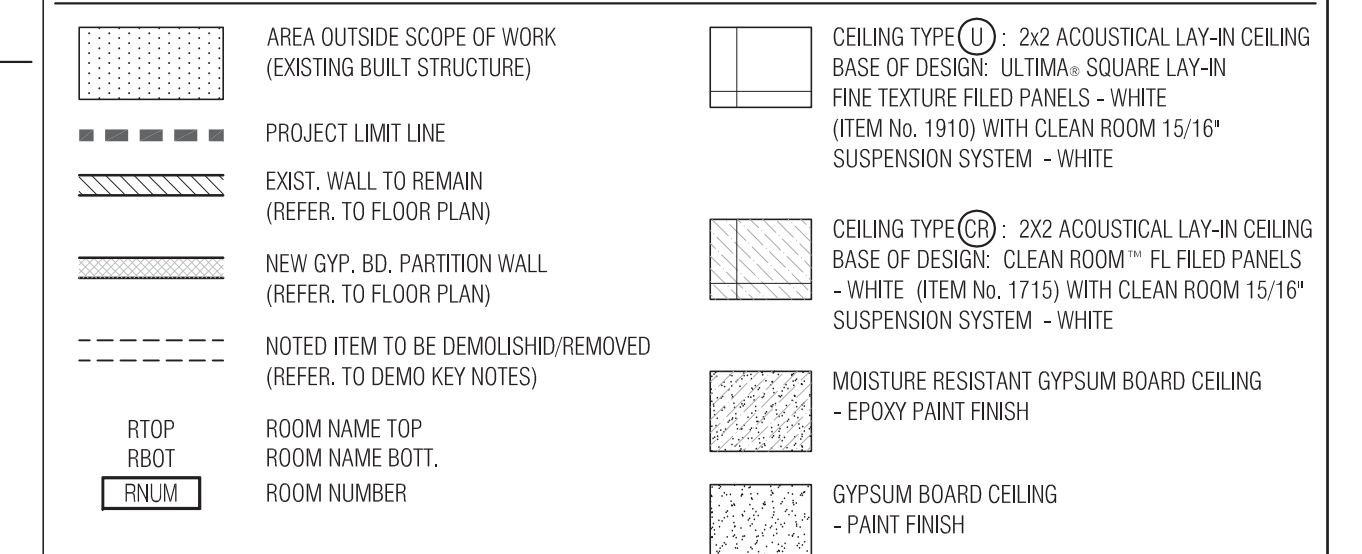 AREA OUTSIDE SCOPE OF WORK
(EXISTING BUILT STRUCTURE)
PROJECT LIMIT LINE
EXIST. WALL TO REMAIN
(REFER. TO FLOOR PLAN)
NEW GYP. BD. PARTITION WALL
(REFER. TO FLOOR PLAN)
NOTED ITEM TO BE DEMOLISHID/REMOVED
(REFER. TO DEMO KEY NOTES)
RTOP ROOM NAME TOP
RBOT ROOM NAME BOTT.
RNUM ROOM NUMBER
CEILING TYPE U : 2x2 ACOUSTICAL LAY-IN CEILING
BASE OF DESIGN: ULTIMA® SQUARE LAY-IN
FINE TEXTURE FILED PANELS - WHITE
(ITEM No. 1910) WITH CLEAN ROOM 15/16"
SUSPENSION SYSTEM - WHITE
CEILING TYPE CR : 2X2 ACOUSTICAL LAY-IN CEILING
BASE OF DESIGN: CLEAN ROOM™ FL FILED PANELS
- WHITE (ITEM No. 1715) WITH CLEAN ROOM 15/16"
SUSPENSION SYSTEM - WHITE
MOISTURE RESISTANT GYPSUM BOARD CEILING
- EPOXY PAINT FINISH
GYPSUM BOARD CEILING
- PAINT FINISH